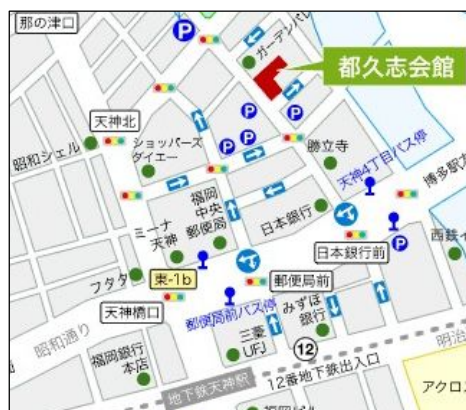 那の津口
ガーデンパレ
都久志会館
天神北
昭和シェル
ショッパーズ
ダイエー
勝立寺
天神4丁目バス停
博多駅方
福岡
中央
郵便局
日本銀行
ミーナ
天神
西鉄イ
日本銀行前
東-1b
フタタ
郵便局前
天神橋口
郵便局前バス停
みずほ
銀行
昭和通り
三菱
UFJ
福岡銀行
本店
12
明治
地下鉄天神駅
12番地下鉄出入口
アクロス